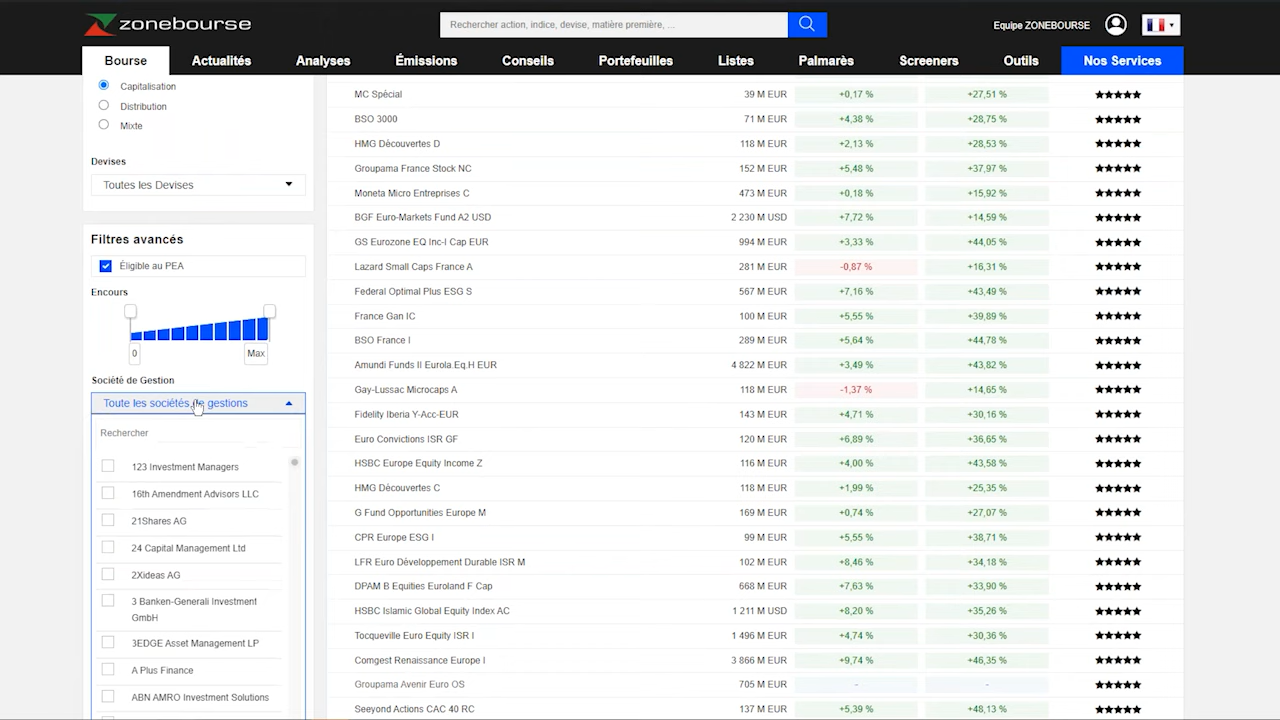 zonebourse
Rechercher action, indice, devise, matière première, ...
Equipe ZONEBOURSE
Bourse Actualités Analyses Émissions Conseils Portefeuilles Listes Palmarès Screeners Outils Nos Services
Capitalisation
Distribution
Mixte
Devises
Toutes les Devises
Filtres avancés
Éligible au PEA
Encours
0 Max
Société de Gestion
Toute les sociétés de gestions
Rechercher
123 Investment Managers
16th Amendment Advisors LLC
21Shares AG
24 Capital Management Ltd
2Xideas AG
3 Banken-Generali Investment
GmbH
3EDGE Asset Management LP
A Plus Finance
ABN AMRO Investment Solutions
MC Spécial 39 M EUR +0,17 % +27,51 % ★★★★★
BSO 3000 71 M EUR +4,38 % +28,75 % ★★★★★
HMG Découvertes D 118 M EUR +2,13 % +28,53 % ★★★★★
Groupama France Stock NC 152 M EUR +5,48 % +37,97 % ★★★★★
Moneta Micro Entreprises C 473 M EUR +0,18 % +15,92 % ★★★★★
BGF Euro-Markets Fund A2 USD 2 230 M USD +7,72 % +14,59 % ★★★★★
GS Eurozone EQ Inc-I Cap EUR 994 M EUR +3,33 % +44,05 % ★★★★★
Lazard Small Caps France A 281 M EUR -0,87 % +16,31 % ★★★★★
Federal Optimal Plus ESG S 567 M EUR +7,16 % +43,49 % ★★★★★
France Gan IC 100 M EUR +5,55 % +39,89 % ★★★★★
BSO France I 289 M EUR +5,64 % +44,78 % ★★★★★
Amundi Funds II Eurola.Eq.H EUR 4 822 M EUR +3,49 % +43,82 % ★★★★★
Gay-Lussac Microcaps A 118 M EUR -1,37 % +14,65 % ★★★★★
Fidelity Iberia Y-Acc-EUR 143 M EUR +4,71 % +30,16 % ★★★★★
Euro Convictions ISR GF 120 M EUR +6,89 % +36,65 % ★★★★★
HSBC Europe Equity Income Z 116 M EUR +4,00 % +43,58 % ★★★★★
HMG Découvertes C 118 M EUR +1,99 % +25,35 % ★★★★★
G Fund Opportunities Europe M 169 M EUR +0,74 % +27,07 % ★★★★★
CPR Europe ESG I 99 M EUR +5,55 % +38,71 % ★★★★★
LFR Euro Développement Durable ISR M 102 M EUR +8,46 % +34,18 % ★★★★★
DPAM B Equities Euroland F Cap 668 M EUR +7,63 % +33,90 % ★★★★★
HSBC Islamic Global Equity Index AC 1 211 M USD +8,20 % +35,26 % ★★★★★
Tocqueville Euro Equity ISR I 1 496 M EUR +4,74 % +30,36 % ★★★★★
Comgest Renaissance Europe I 3 866 M EUR +9,74 % +46,35 % ★★★★★
Groupama Avenir Euro OS 705 M EUR - - ★★★★★
Seeyond Actions CAC 40 RC 137 M EUR +5,39 % +48,13 % ★★★★★